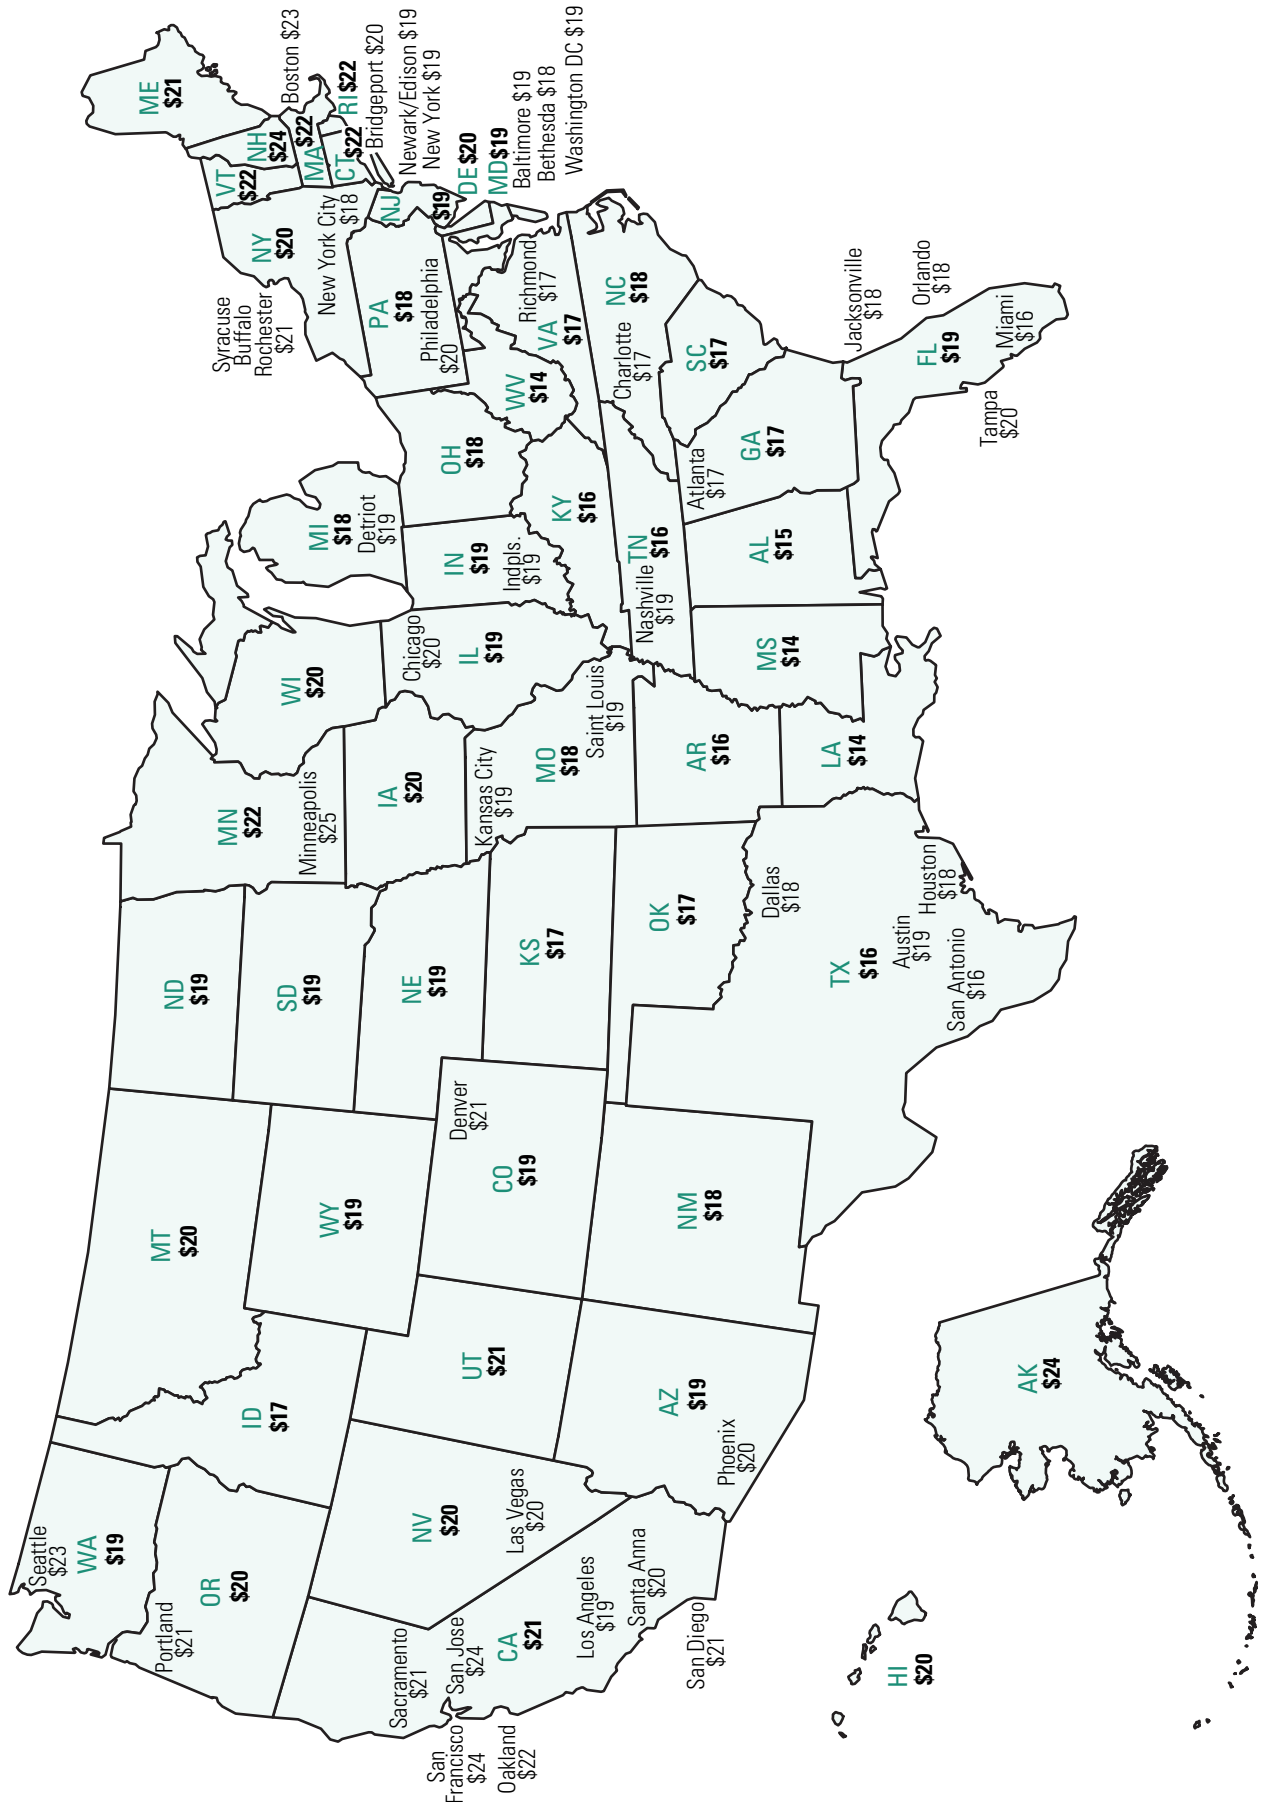 Seattle
$23
WA
$19
Portland
$21
OR
$20
Sacramento
$21
San
Francisco
$24
Oakland
$22
San Jose
$24
CA
$21
Los Angeles
$19
Santa Anna
$20
San Diego
$21
NV
$20
Las Vegas
$20
ID
$17
MT
$20
WY
$19
UT
$21
AZ
$19
Phoenix
$20
Denver
$21
CO
$19
NM
$18
ND
$19
SD
$19
NE
$19
KS
$17
OK
$17
Dallas
$18
TX
$16
Austin
$19
Houston
$18
San Antonio
$16
MN
$22
Minneapolis
$25
IA
$20
Kansas City
$19
MO
$18
Saint Louis
$19
AR
$16
LA
$14
WI
$20
Chicago
$20
IL
$19
MI
$18
Detriot
$19
IN
$19
Indpls.
$19
OH
$18
KY
$16
Nashville
$19
TN
$16
MS
$14
AL
$15
Atlanta
$17
GA
$17
Jacksonville
$18
Orlando
$18
FL
$19
Miami
$16
Tampa
$20
SC
$17
Charlotte
$17
NC
$18
Richmond
$17
VA
$17
WV
$14
PA
$18
Philadelphia
$20
Syracuse
Buffalo
Rochester
$21
NY
$20
New York City
$18
VT
$22
NH
$24
ME
$21
Boston $23
MA
$22
RI $22
CT
$22
Bridgeport $20
Newark/Edison $19
New York $19
NJ
$19
DE $20
MD $19
Baltimore $19
Bethesda $18
Washington DC $19
HI
$20
AK
$24